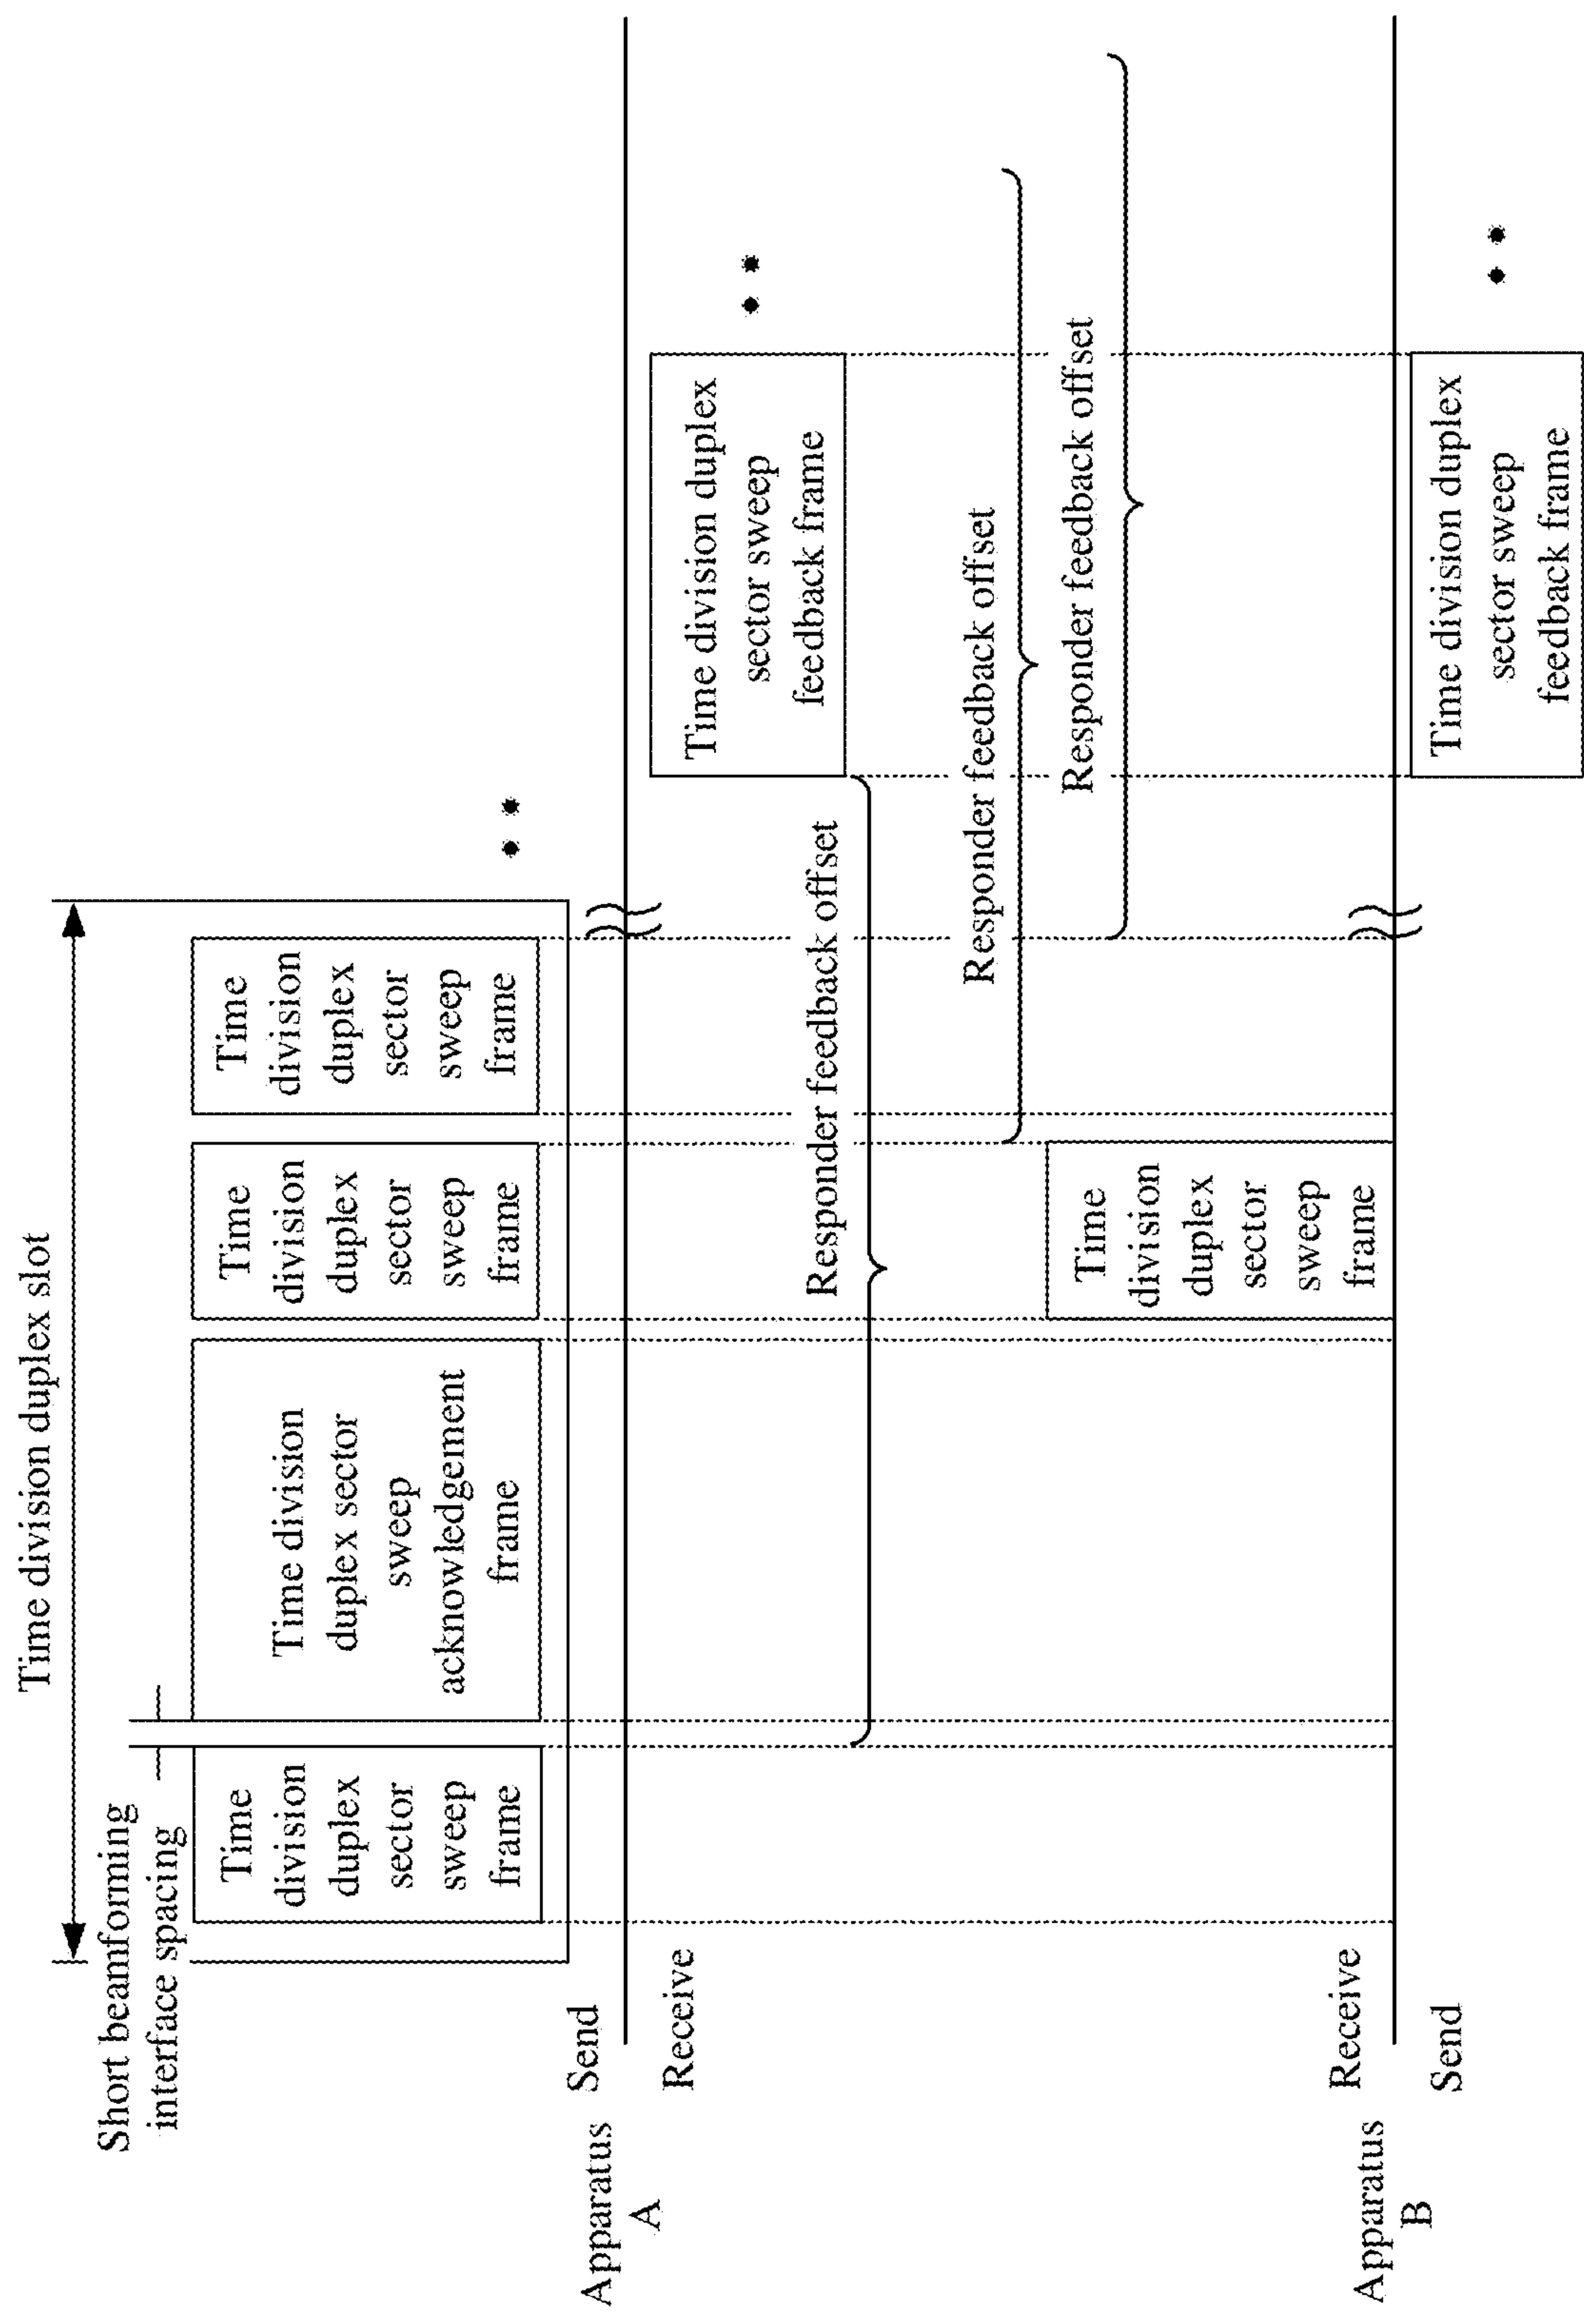 Time division duplex slot
Short beamforming
interface spacing
Time
division
duplex
sector
sweep
frame
Time division
duplex sector
sweep
acknowledgement
frame
Time
division
duplex
sector
sweep
frame
Time
division
duplex
sector
sweep
frame
Apparatus
A
Send
Receive
Time division duplex
sector sweep
feedback frame
Responder feedback offset
Responder feedback offset
Responder feedback offset
Time
division
duplex
sector
sweep
frame
Apparatus
B
Receive
Send
Time division duplex
sector sweep
feedback frame